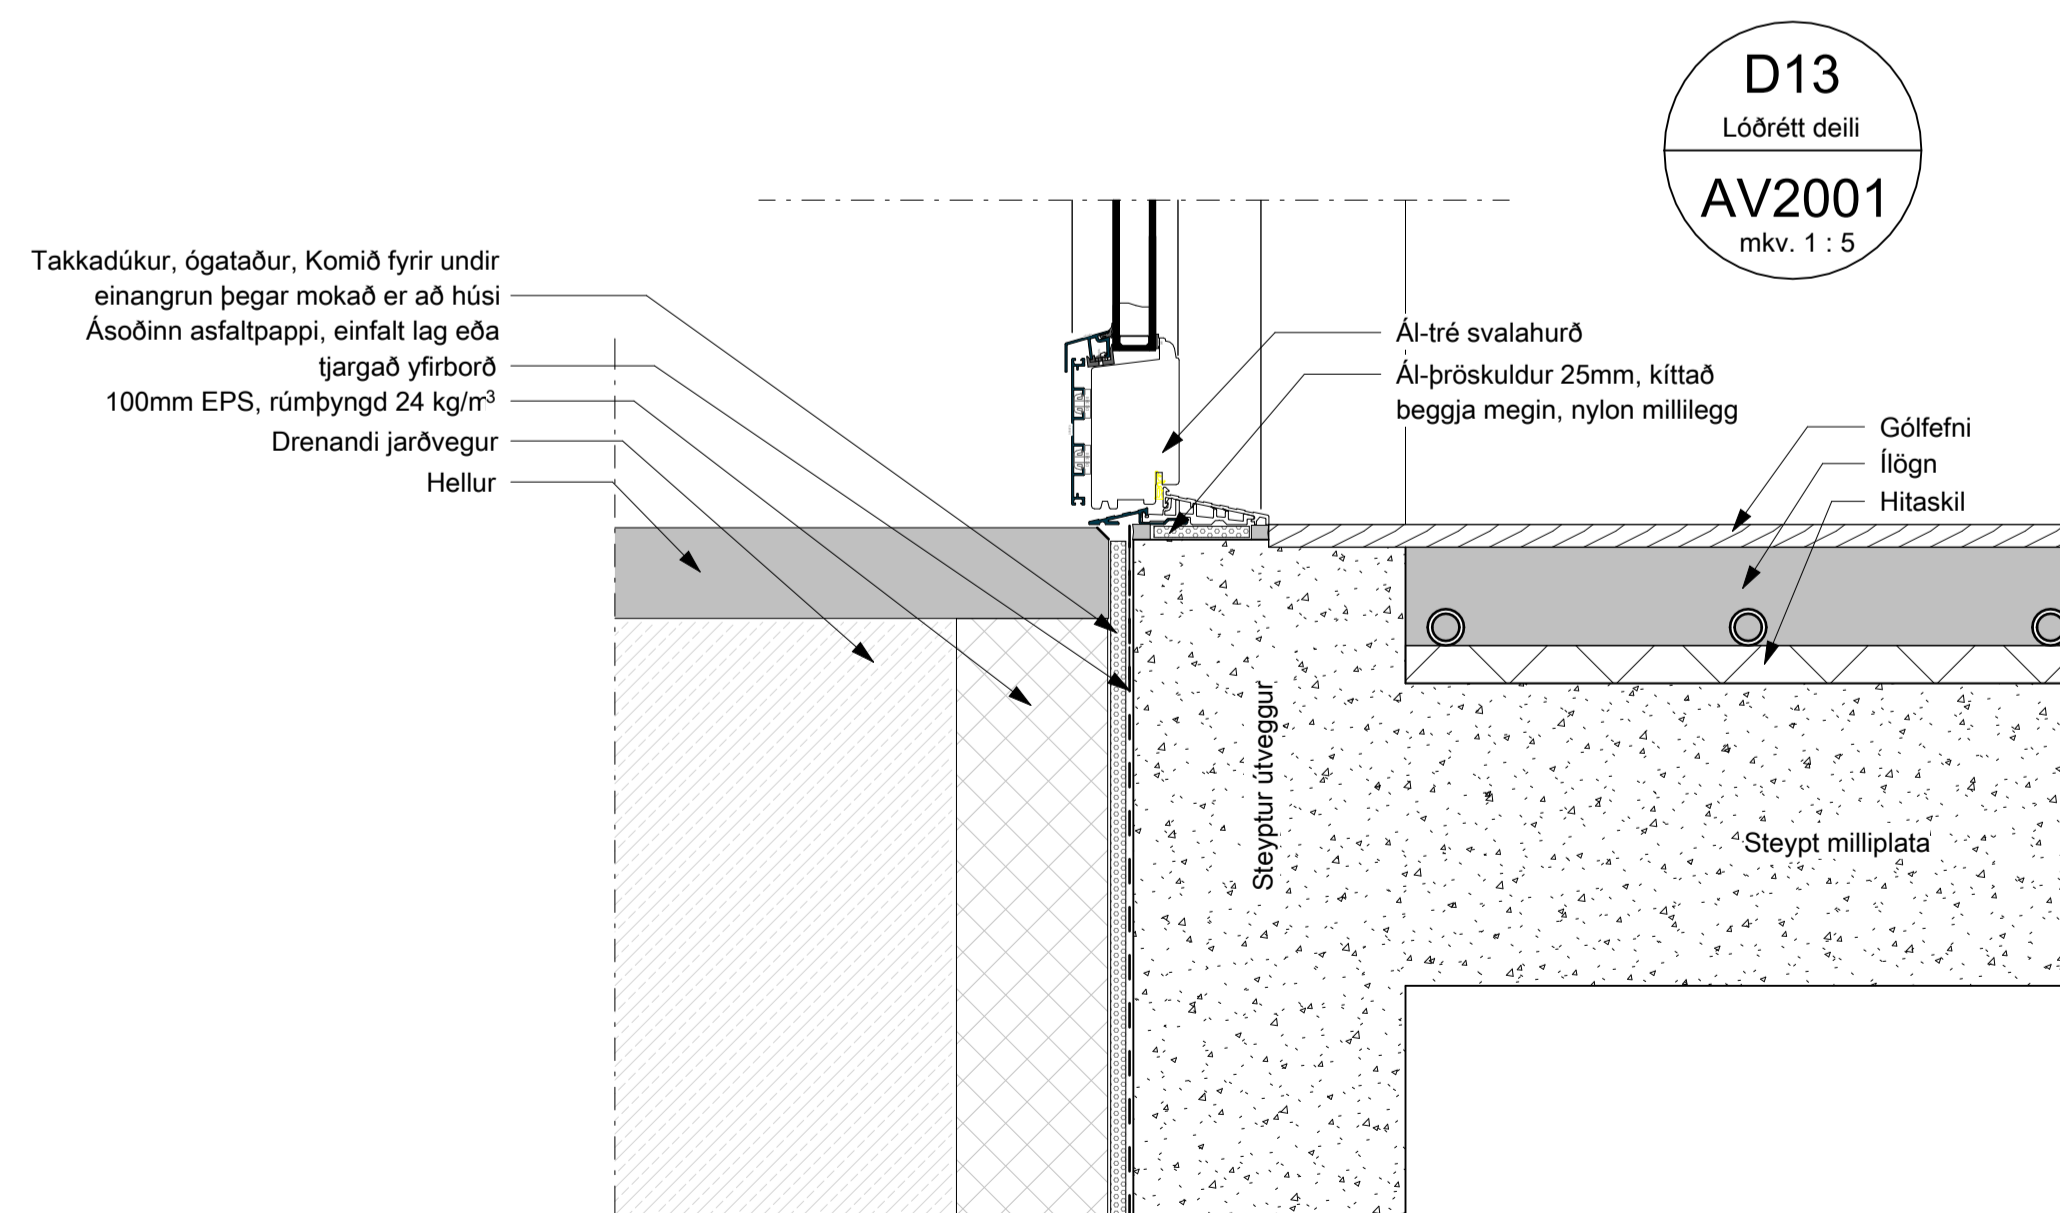 D13
Lóðrétt deili
AV2001
mkv. 1 : 5
Takkadúkur, ógataður, Komið fyrir undir
einangrun þegar mokað er að húsi
Ásoðinn asfaltpappi, einfalt lag eða
tjargað yfirborð
100mm EPS, rúmþyngd 24 kg/m³
Drenandi jarðvegur
Hellur
Ál-tré svalahurð
Ál-þröskuldur 25mm, kíttað
beggja megin, nylon millilegg
Gólfefni
Ílögn
Hitaskil
Steyptur útveggur
Steypt milliplata